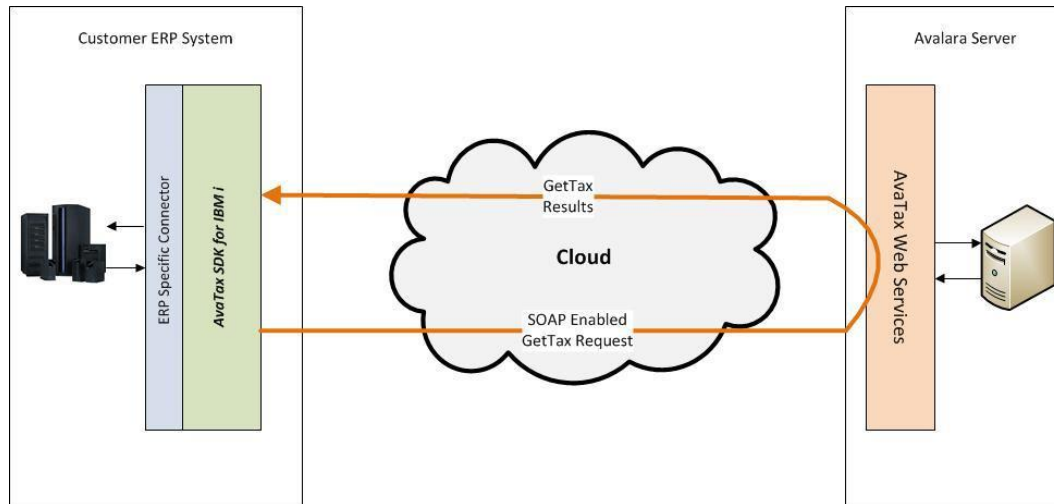 Customer ERP System
Avalara Server
ERP Specific Connector
AvaTax SDK for IBM i
GetTax
Results
Cloud
SOAP Enabled
GetTax Request
AvaTax Web Services